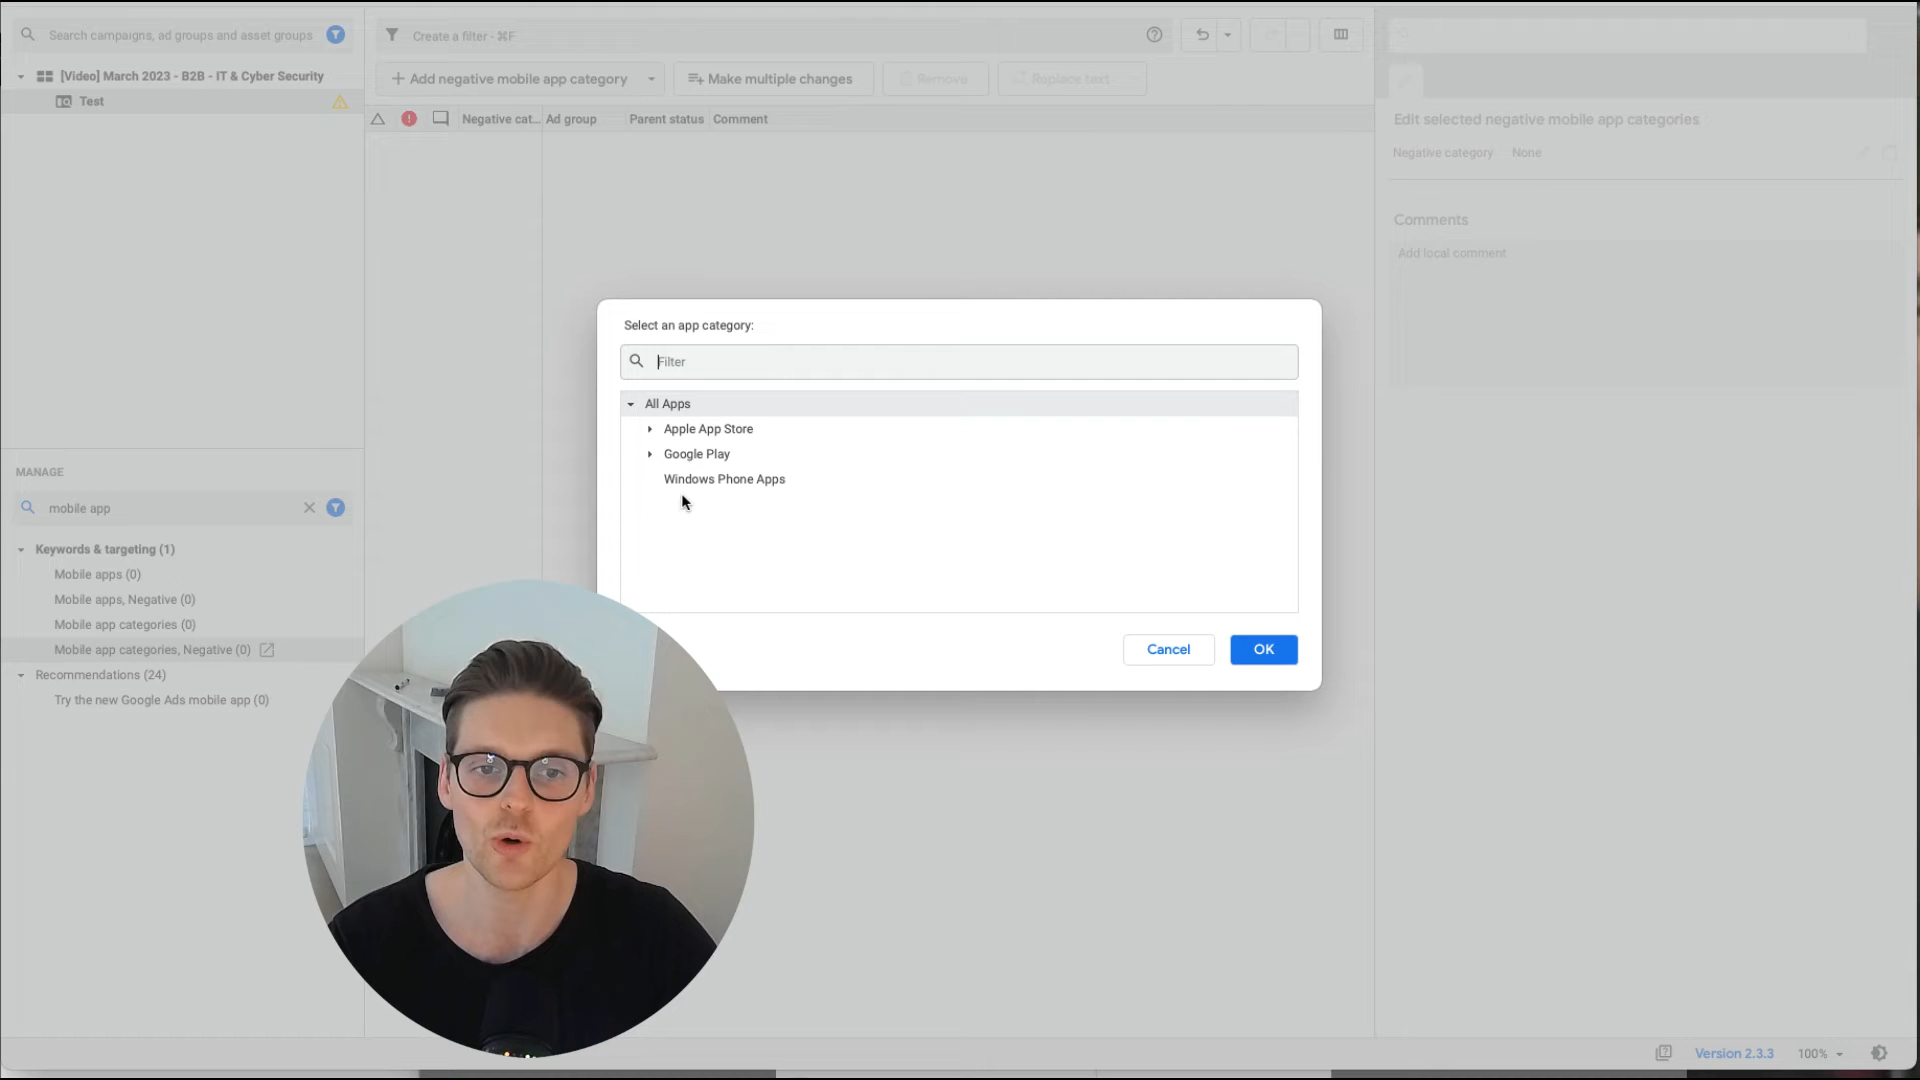 Search campaigns, ad groups and asset groups
Create a filter - ⌘F
[Video] March 2023 - B2B - IT & Cyber Security
Test
Add negative mobile app category
Make multiple changes
Remove
Replace text
Negative cat...
Ad group
Parent status
Comment
Edit selected negative mobile app categories
Negative category
None
Comments
Add local comment
Select an app category:
Filter
All Apps
Apple App Store
Google Play
Windows Phone Apps
Cancel
OK
MANAGE
mobile app
Keywords & targeting (1)
Mobile apps (0)
Mobile apps, Negative (0)
Mobile app categories (0)
Mobile app categories, Negative (0)
Recommendations (24)
Try the new Google Ads mobile app (0)
Version 2.3.3
100%